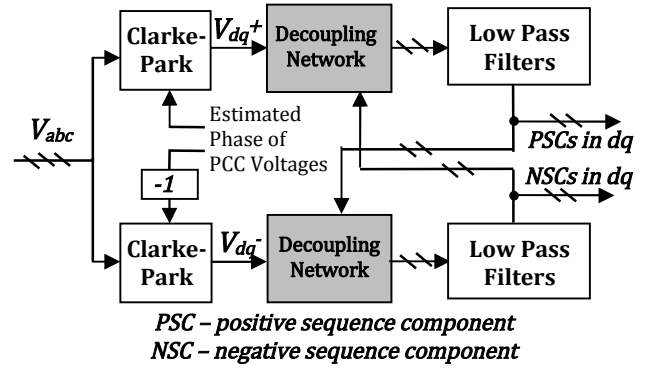 Clarke-
Park
Vdq+
Decoupling
Network
Low Pass
Filters
Vabc
Estimated
Phase of
PCC Voltages
-1
PSCs in dq
NSCs in dq
Clarke-
Park
Vdq-
Decoupling
Network
Low Pass
Filters
PSC – positive sequence component
NSC – negative sequence component